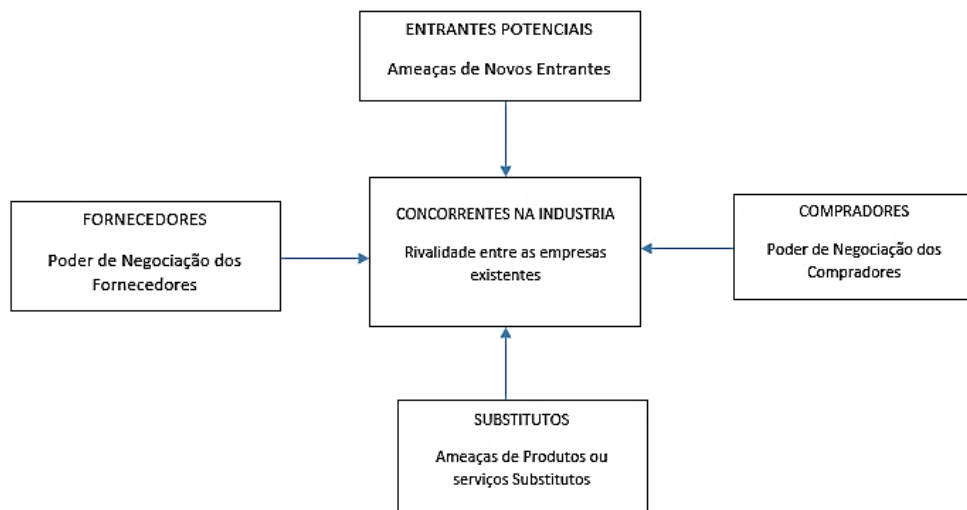 ENTRANTES POTENCIAIS
Ameaças de Novos Entrantes
FORNECEDORES
Poder de Negociação dos
Fornecedores
CONCORRENTES NA INDUSTRIA
Rivalidade entre as empresas
existentes
COMPRADORES
Poder de Negociação dos
Compradores
SUBSTITUTOS
Ameaças de Produtos ou
serviços Substitutos